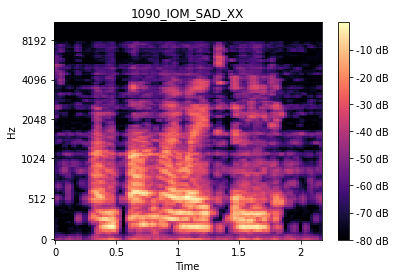 1090_IOM_SAD_XX
8192
4096
2048
1024
512
0
Hz
0
0.5
1
1.5
2
Time
-10 dB
-20 dB
-30 dB
-40 dB
-50 dB
-60 dB
-70 dB
-80 dB